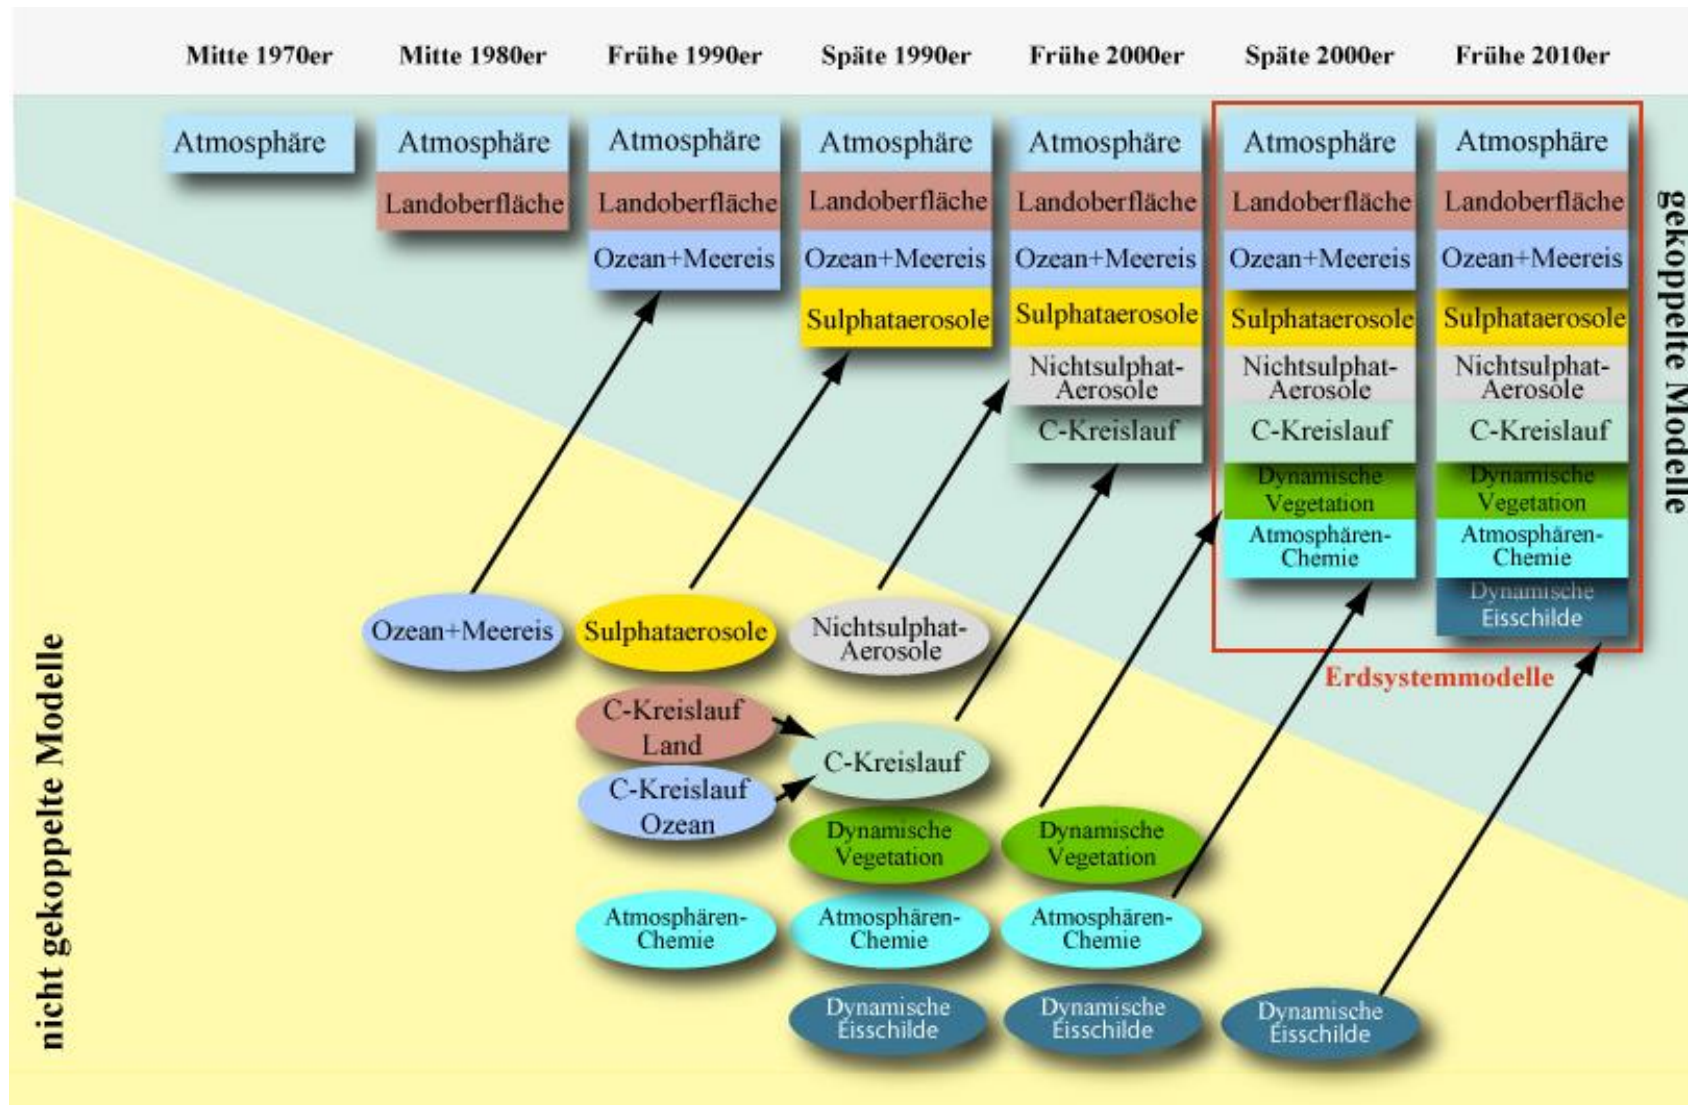 Mitte 1970er
Mitte 1980er
Frühe 1990er
Späte 1990er
Frühe 2000er
Späte 2000er
Frühe 2010er
Atmosphäre
Atmosphäre
Landoberfläche
Atmosphäre
Landoberfläche
Ozean+Meereis
Atmosphäre
Landoberfläche
Ozean+Meereis
Sulphataerosole
Atmosphäre
Landoberfläche
Ozean+Meereis
Sulphataerosole
Nichtsulphat-
Aerosole
C-Kreislauf
Atmosphäre
Landoberfläche
Ozean+Meereis
Sulphataerosole
Nichtsulphat-
Aerosole
C-Kreislauf
Dynamische
Vegetation
Atmosphären-
Chemie
Atmosphäre
Landoberfläche
Ozean+Meereis
Sulphataerosole
Nichtsulphat-
Aerosole
C-Kreislauf
Dynamische
Vegetation
Atmosphären-
Chemie
Dynamische
Eisschilde
gekoppelte Modelle
Erdsystemmodelle
nicht gekoppelte Modelle
Ozean+Meereis
Sulphataerosole
C-Kreislauf
Land
C-Kreislauf
Ozean
Atmosphären-
Chemie
Nichtsulphat-
Aerosole
C-Kreislauf
Dynamische
Vegetation
Atmosphären-
Chemie
Dynamische
Eisschilde
Dynamische
Vegetation
Atmosphären-
Chemie
Dynamische
Eisschilde
Dynamische
Eisschilde